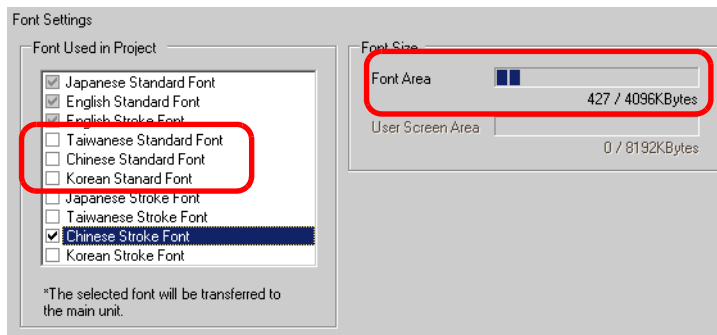 Font Settings
Font Used in Project
Japanese Standard Font
English Standard Font
English Stroke Font
Taiwanese Standard Font
Chinese Standard Font
Korean Stanard Font
Japanese Stroke Font
Taiwanese Stroke Font
Chinese Stroke Font
Korean Stroke Font
*The selected font will be transferred to
the main unit.
Font Size
Font Area
427 / 4096KBytes
User Screen Area
0 / 8192KBytes